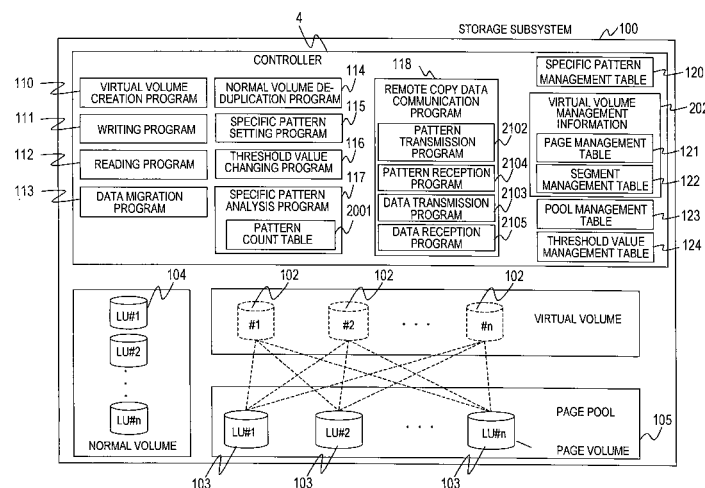 STORAGE SUBSYSTEM 100
4
CONTROLLER
110
VIRTUAL VOLUME
CREATION PROGRAM
111
WRITING PROGRAM
112
READING PROGRAM
113
DATA MIGRATION
PROGRAM
114
NORMAL VOLUME DE-
DUPLICATION PROGRAM
115
SPECIFIC PATTERN
SETTING PROGRAM
116
THRESHOLD VALUE
CHANGING PROGRAM
117
SPECIFIC PATTERN
ANALYSIS PROGRAM
2001
PATTERN
COUNT TABLE
118
REMOTE COPY DATA
COMMUNICATION
PROGRAM
2102
PATTERN
TRANSMISSION
PROGRAM
2104
PATTERN RECEPTION
PROGRAM
2103
DATA TRANSMISSION
PROGRAM
2105
DATA RECEPTION
PROGRAM
SPECIFIC PATTERN
MANAGEMENT TABLE
120
VIRTUAL VOLUME
MANAGEMENT
INFORMATION
202
PAGE MANAGEMENT
TABLE
121
SEGMENT
MANAGEMENT TABLE
122
POOL MANAGEMENT
TABLE
123
THRESHOLD VALUE
MANAGEMENT TABLE
124
104
LU#1
LU#2
LU#n
NORMAL VOLUME
102 102 102
#1 #2 #n
VIRTUAL VOLUME
LU#1 LU#2 LU#n
PAGE POOL
PAGE VOLUME
105
103 103 103